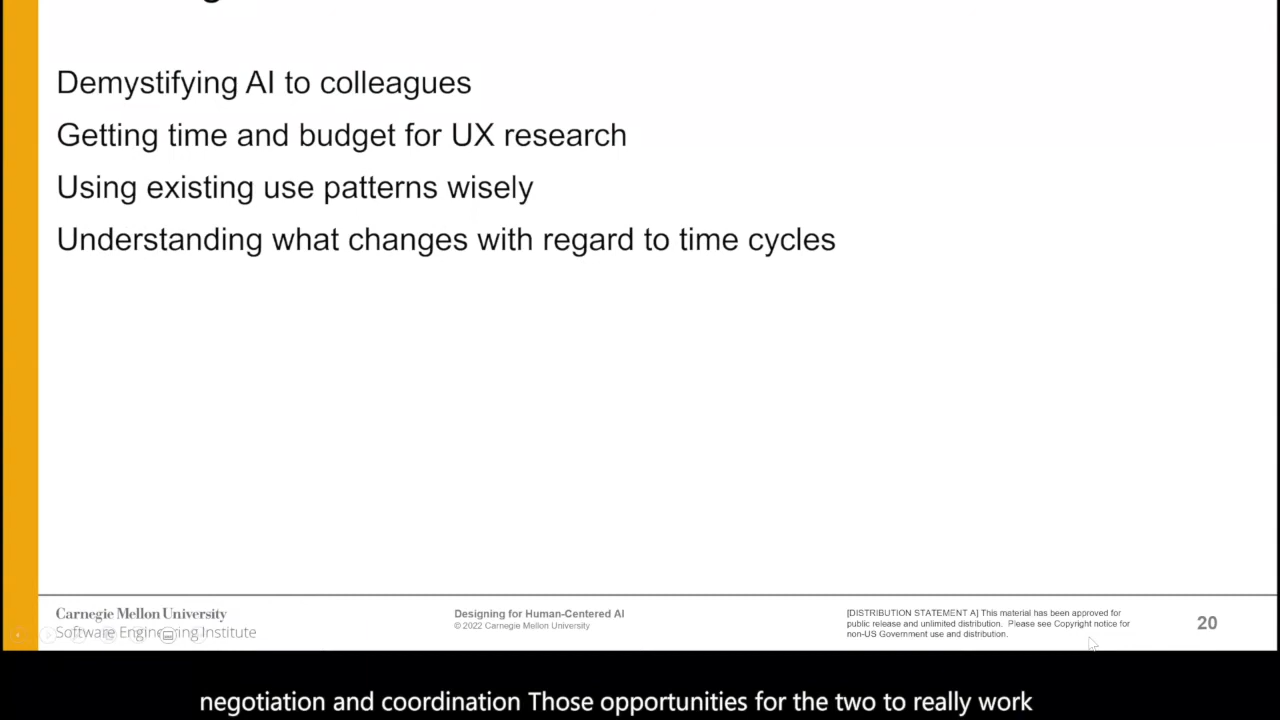 Demystifying AI to colleagues
Getting time and budget for UX research
Using existing use patterns wisely
Understanding what changes with regard to time cycles
Carnegie Mellon University
Software Engineering Institute
Designing for Human-Centered AI
© 2022 Carnegie Mellon University
[DISTRIBUTION STATEMENT A] This material has been approved for
public release and unlimited distribution. Please see Copyright notice for
non-US Government use and distribution.
20
negotiation and coordination Those opportunities for the two to really work